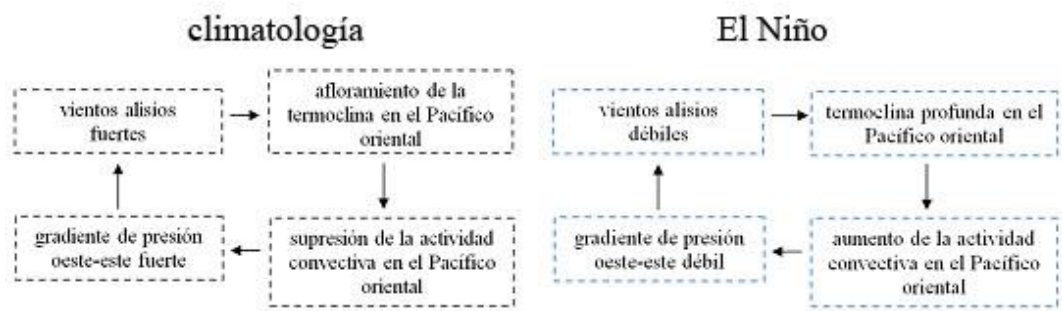 climatología
vientos alisios
fuertes
afloramiento de la
termoclina en el Pacífico
oriental
gradiente de presión
oeste-este fuerte
supresión de la actividad
convectiva en el Pacífico
oriental
El Niño
vientos alisios
débiles
termoclina profunda en el
Pacífico oriental
gradiente de presión
oeste-este débil
aumento de la actividad
convectiva en el Pacífico
oriental